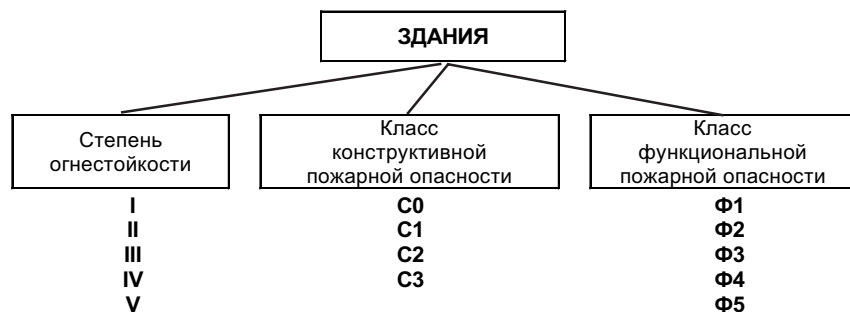 ЗДАНИЯ
Степень
огнестойкости
I
II
III
IV
V
Класс
конструктивной
пожарной опасности
С0
С1
С2
С3
Класс
функциональной
пожарной опасности
Ф1
Ф2
Ф3
Ф4
Ф5